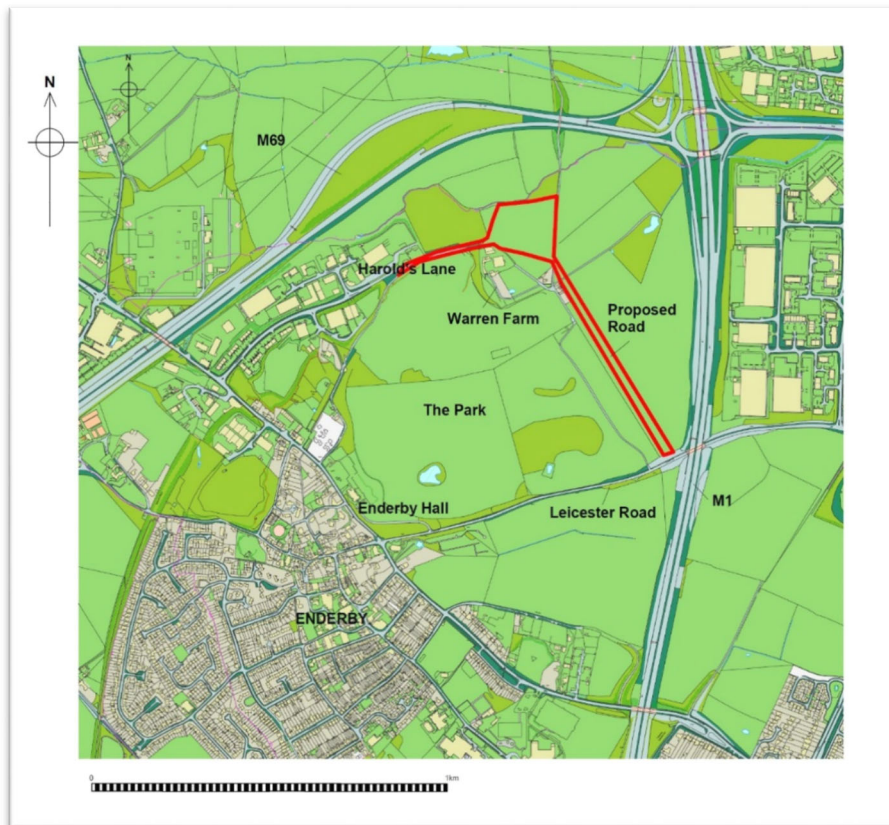 N
N
M69
Harold's Lane
Warren Farm
Proposed
Road
The Park
Enderby Hall
Leicester Road
M1
ENDERBY
0
1km